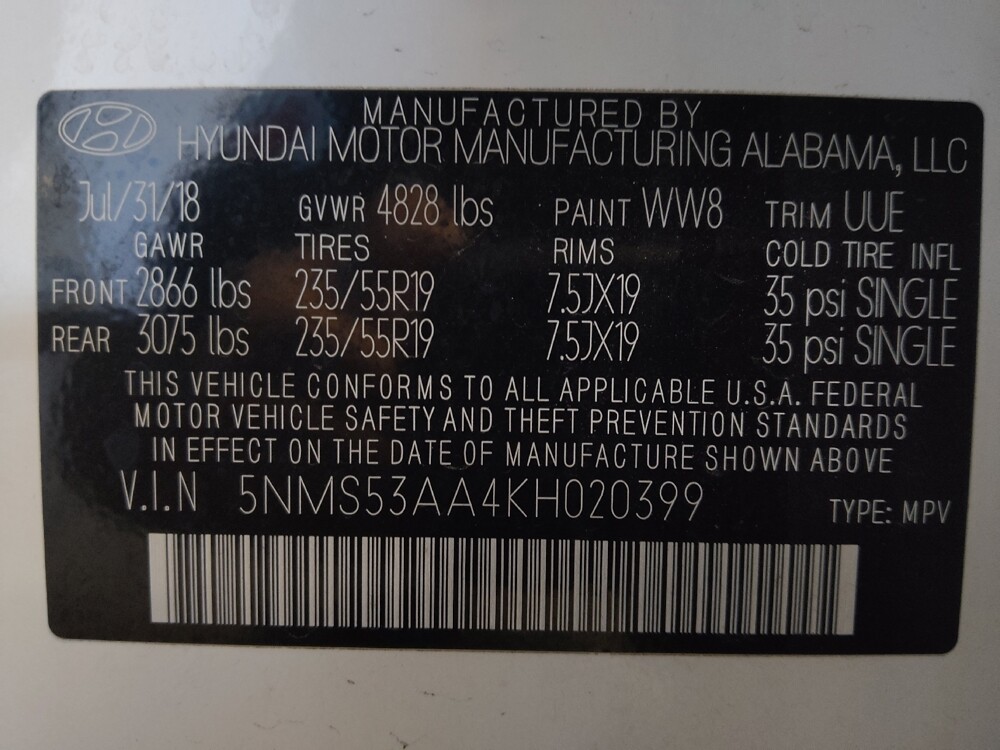 MANUFACTURED BY
HYUNDAI MOTOR MANUFACTURING ALABAMA, LLC
Jul/31/18 GVWR 4828 lbs PAINT WW8 TRIM UUE
GAWR TIRES RIMS COLD TIRE INFL
FRONT 2866 lbs 235/55R19 7.5JX19 35 psi SINGLE
REAR 3075 lbs 235/55R19 7.5JX19 35 psi SINGLE
THIS VEHICLE CONFORMS TO ALL APPLICABLE U.S.A. FEDERAL
MOTOR VEHICLE SAFETY AND THEFT PREVENTION STANDARDS
IN EFFECT ON THE DATE OF MANUFACTURE SHOWN ABOVE
V.I.N 5NMS53AA4KH020399 TYPE: MPV